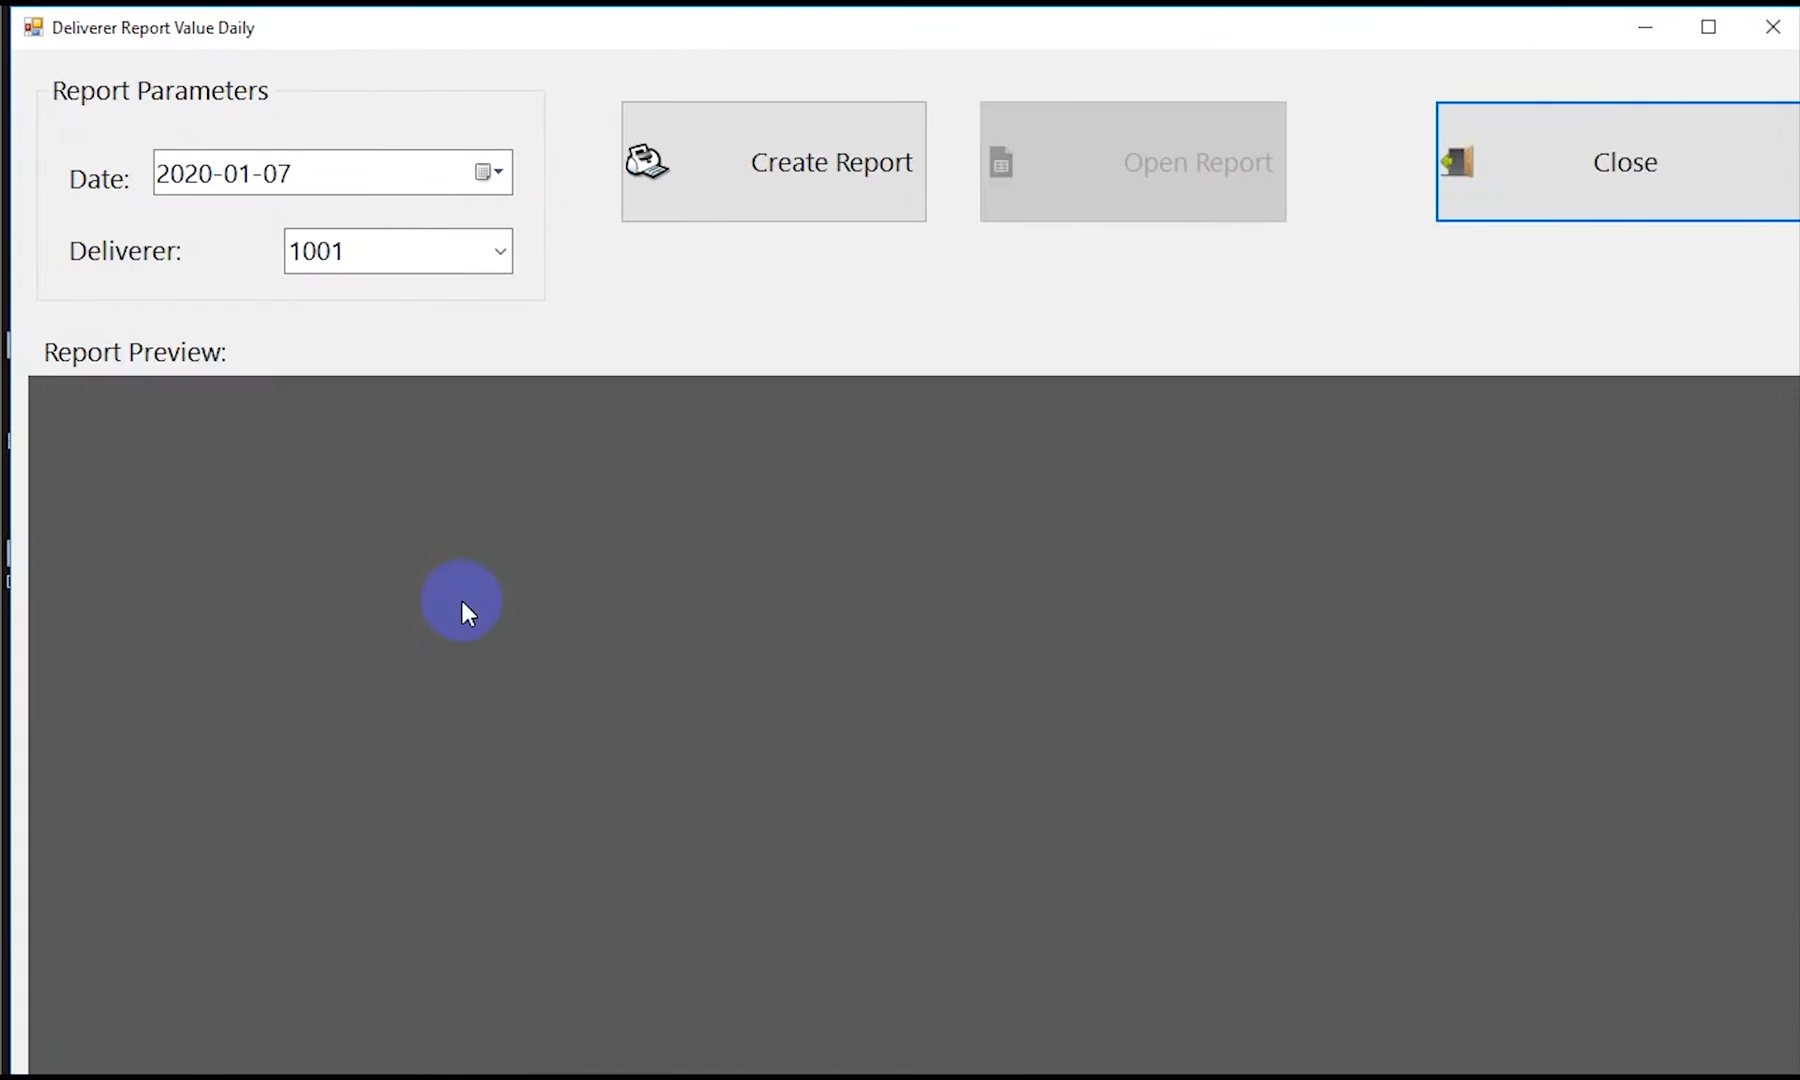 Deliverer Report Value Daily
Report Parameters
Date: 2020-01-07
Deliverer: 1001
Create Report
Open Report
Close
Report Preview: